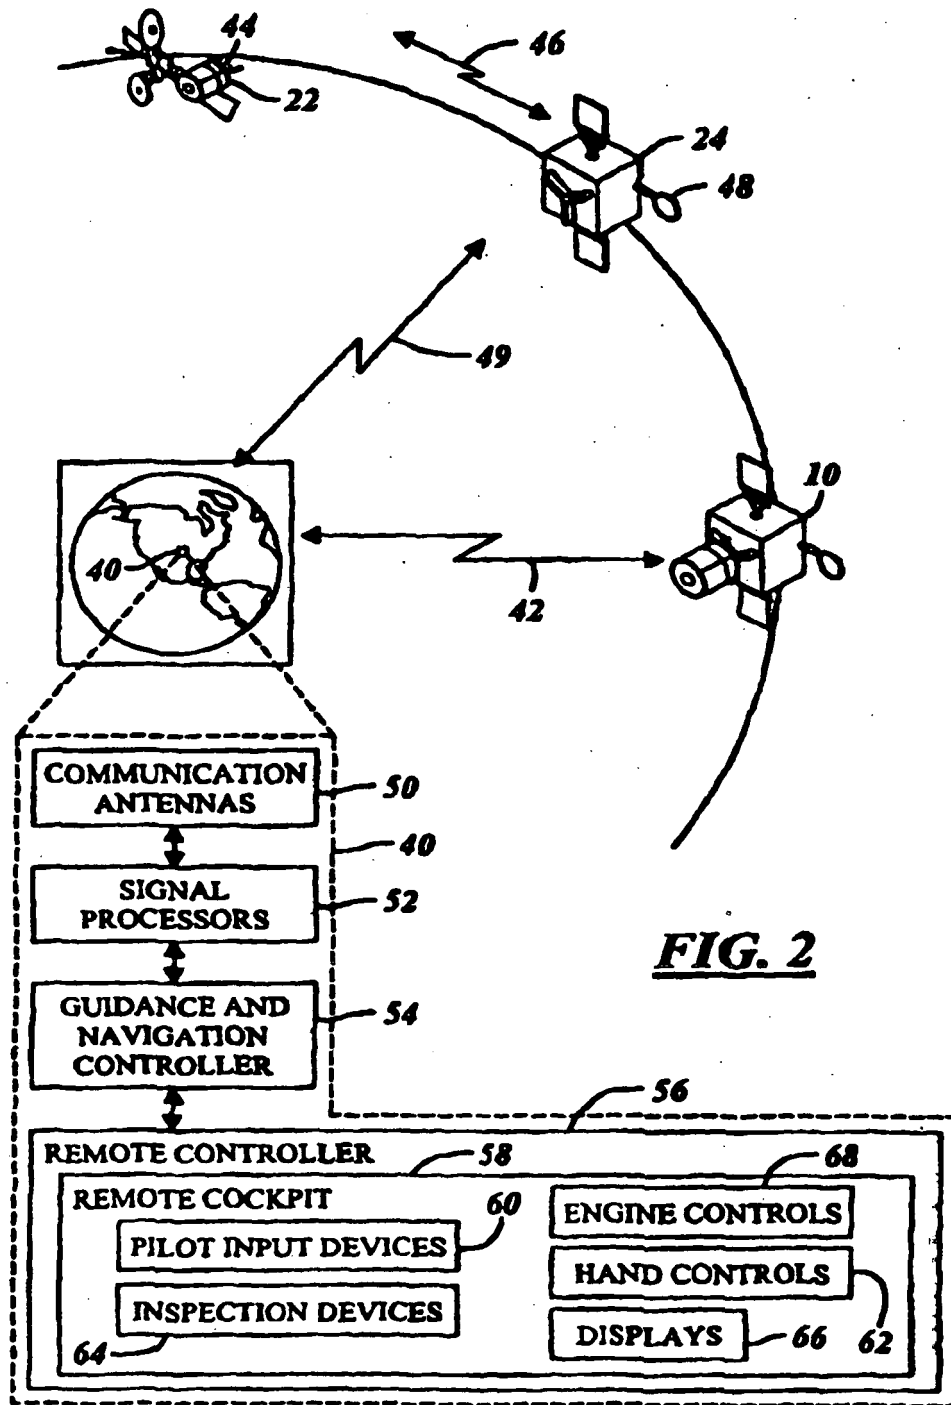 44
46
22
24
48
49
10
40
42
COMMUNICATION
ANTENNAS
50
40
SIGNAL
PROCESSORS
52
FIG. 2
GUIDANCE AND
NAVIGATION
CONTROLLER
54
56
REMOTE CONTROLLER
58
68
REMOTE COCKPIT
60
ENGINE CONTROLS
PILOT INPUT DEVICES
HAND CONTROLS
INSPECTION DEVICES
64
DISPLAYS
66
62